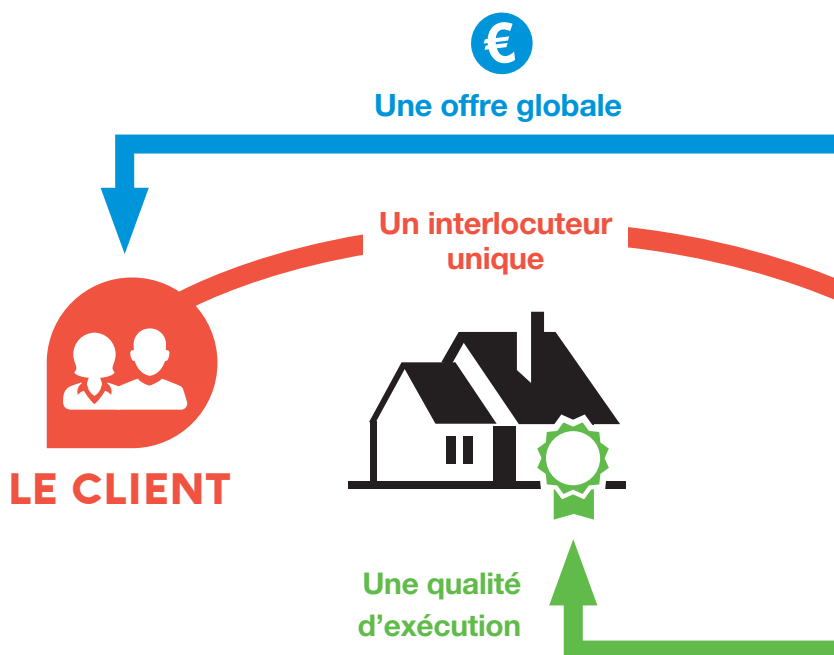 €
Une offre globale
Un interlocuteur
unique
LE CLIENT
Une qualité
d’exécution